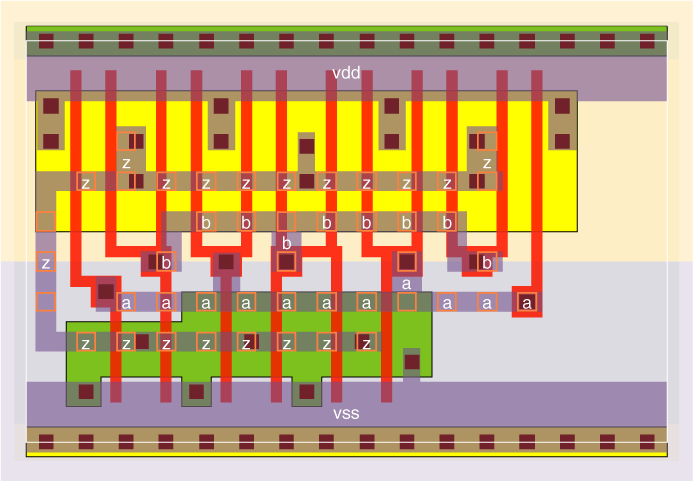 vdd
z z
z z z z z z z z z
b b b b b b b
b
z b b
a
a a a a a a a a a a a
z z z z z z z z
vss